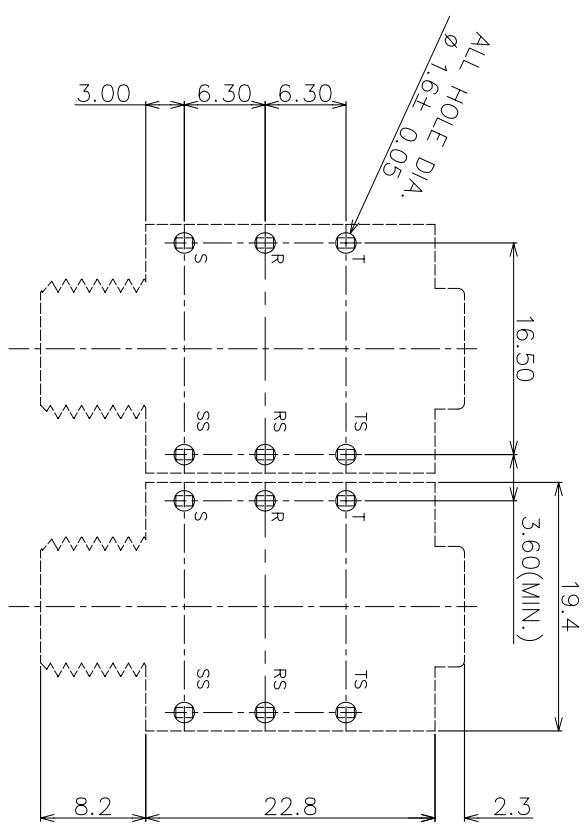 ALL HOLE DIA.
ø 1.6± 0.05
3.00
6.30
6.30
S
R
T
16.50
SS
RS
TS
S
R
T
3.60(MIN.)
19.4
SS
RS
TS
8.2
22.8
2.3